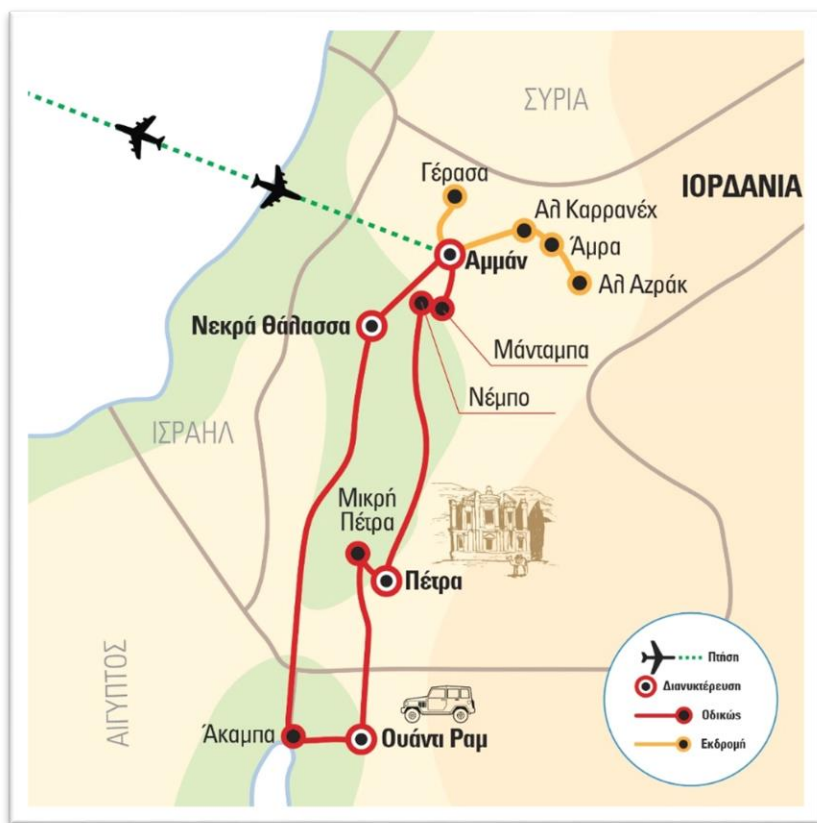 ΣΥΡΙΑ
Γέρασα
ΙΟΡΔΑΝΙΑ
Αλ Καρρανέχ
Άμρα
Αμμάν
Αλ Αζράκ
Νεκρά Θάλασσα
Μάνταμπα
Νέμπο
ΙΣΡΑΗΛ
Μικρή
Πέτρα
Πέτρα
ΑΙΓΥΠΤΟΣ
Άκαμπα
Ουάντι Ραμ
Πτήση
Διανυκτέρευση
Οδικώς
Εκδρομή